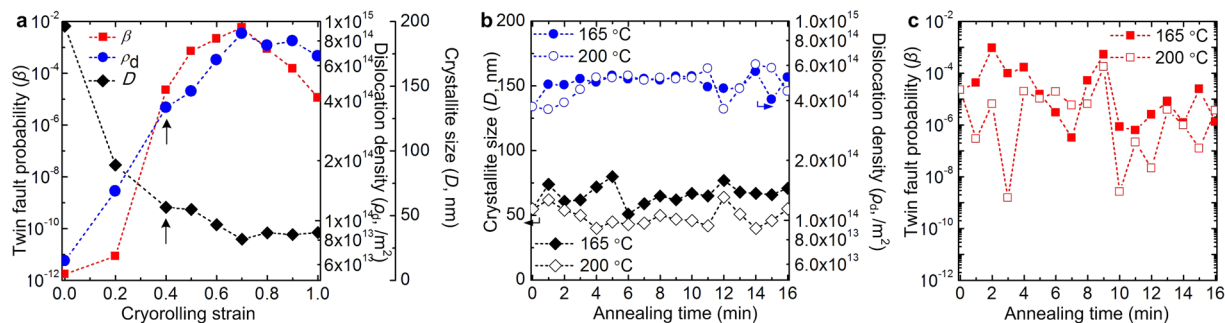 a
β
ρd
D
Twin fault probability (β)
10⁻²
10⁻⁴
10⁻⁶
10⁻⁸
10⁻¹⁰
10⁻¹²
0.0 0.2 0.4 0.6 0.8 1.0
Cryorolling strain
1x10¹⁵
8x10¹⁴
6x10¹⁴
4x10¹⁴
2x10¹⁴
1x10¹⁴
8x10¹³
6x10¹³
Dislocation density (ρd, /m²)
200
150
100
50
0
Crystallite size (D, nm)
b
165 °C
200 °C
165 °C
200 °C
Crystallite size (D, nm)
200
175
150
125
100
75
50
25
0
0 2 4 6 8 10 12 14 16
Annealing time (min)
1.0x10¹⁵
8.0x10¹⁴
6.0x10¹⁴
4.0x10¹⁴
2.0x10¹⁴
1.0x10¹⁴
8.0x10¹³
6.0x10¹³
Dislocation density (ρd, /m²)
c
165 °C
200 °C
Twin fault probability (β)
10⁻²
10⁻⁴
10⁻⁶
10⁻⁸
10⁻¹⁰
10⁻¹²
0 2 4 6 8 10 12 14 16
Annealing time (min)